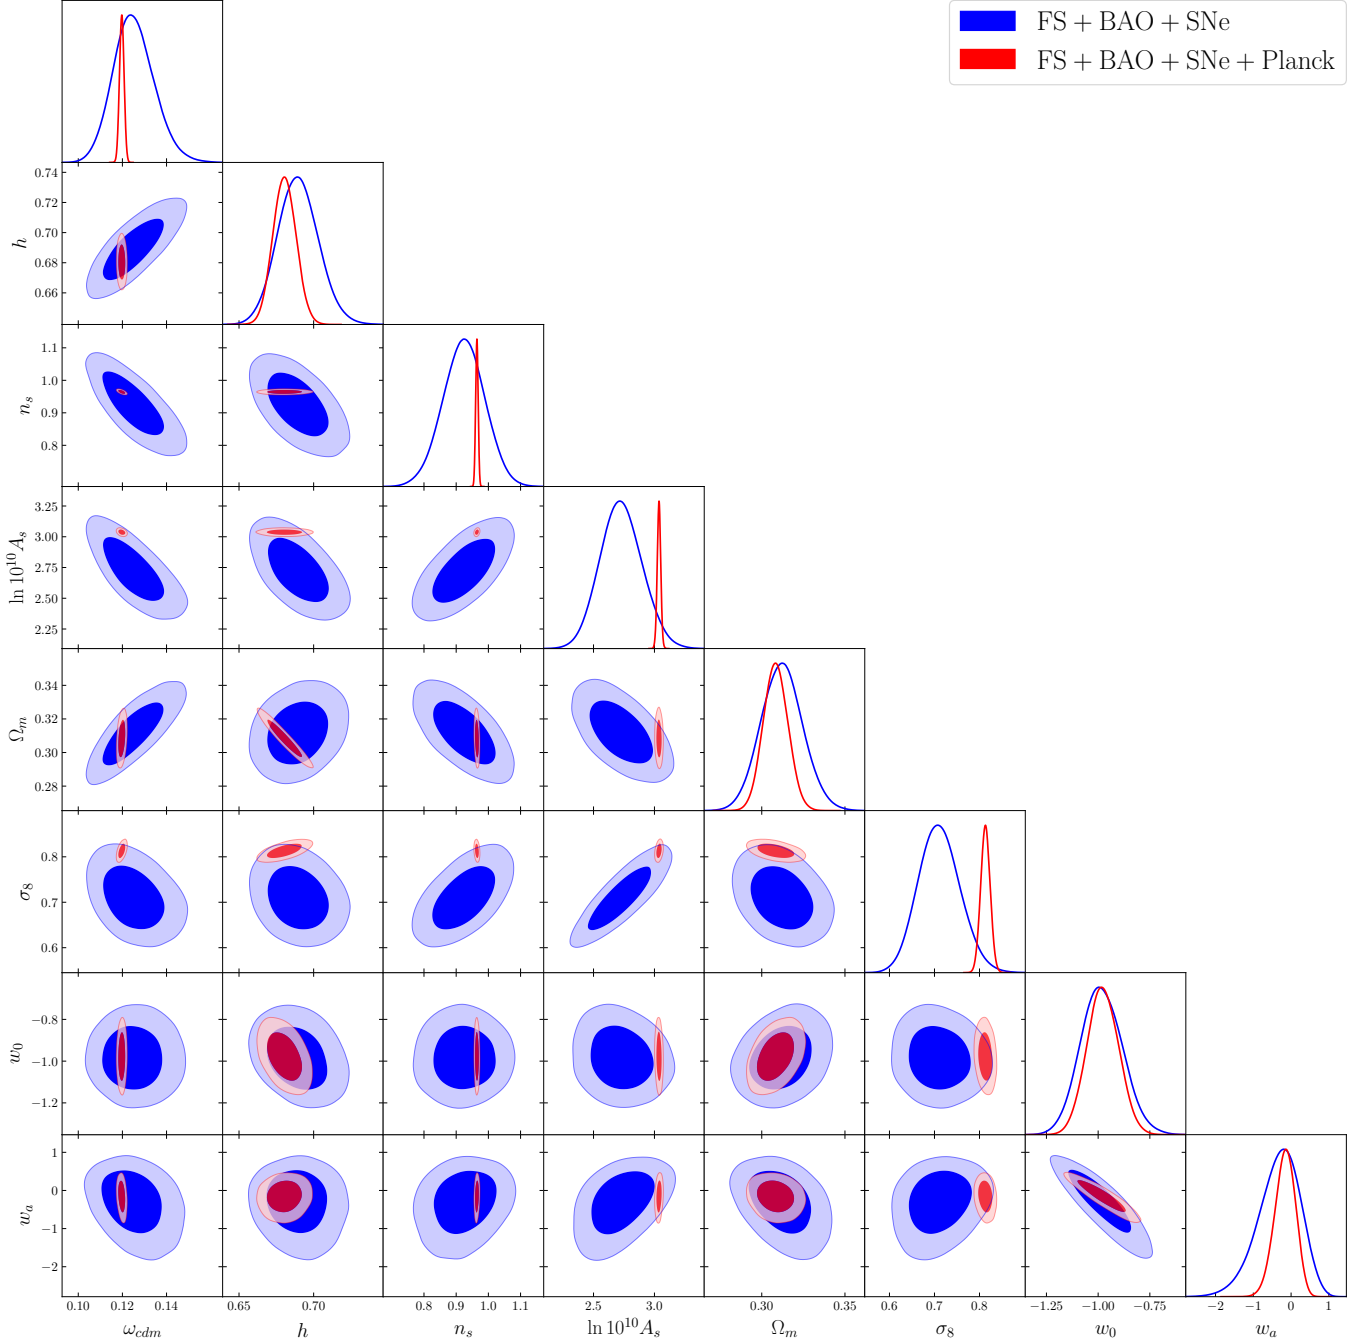 FS + BAO + SNe
FS + BAO + SNe + Planck
0.74
0.72
0.70
0.68
0.66
h
1.1
1.0
0.9
0.8
n_s
3.25
3.00
2.75
2.50
2.25
ln 10^{10} A_s
0.34
0.32
0.30
0.28
Ω_m
0.8
0.7
0.6
σ_8
−0.8
−1.0
−1.2
w_0
1
0
−1
−2
w_a
0.10 0.12 0.14 0.65 0.70 0.8 0.9 1.0 1.1 2.5 3.0 0.30 0.35 0.6 0.7 0.8 −1.25 −1.00 −0.75 −2 −1 0 1
ω_{cdm} h n_s ln 10^{10} A_s Ω_m σ_8 w_0 w_a